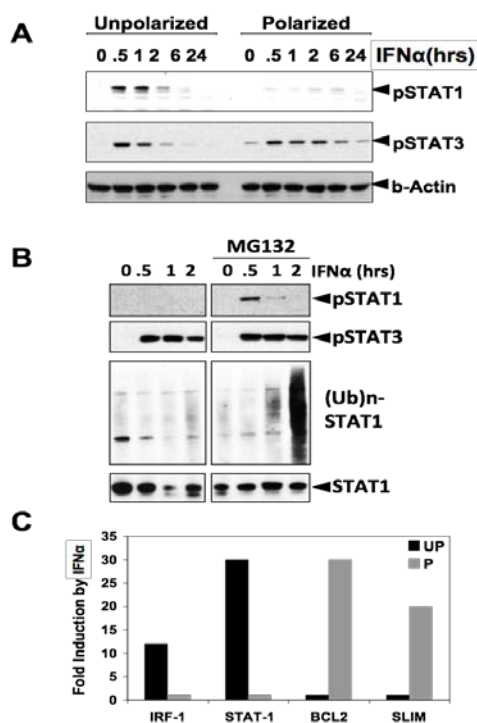 A
Unpolarized Polarized
0 .5 1 2 6 24 0 .5 1 2 6 24 IFNα(hrs)
pSTAT1
pSTAT3
b-Actin
B
MG132
0 .5 1 2 0 .5 1 2 IFNα (hrs)
pSTAT1
pSTAT3
(Ub)n-
STAT1
STAT1
C
Fold Induction by IFNα
35
30
25
20
15
10
5
0
UP
P
IRF-1 STAT-1 BCL2 SLIM